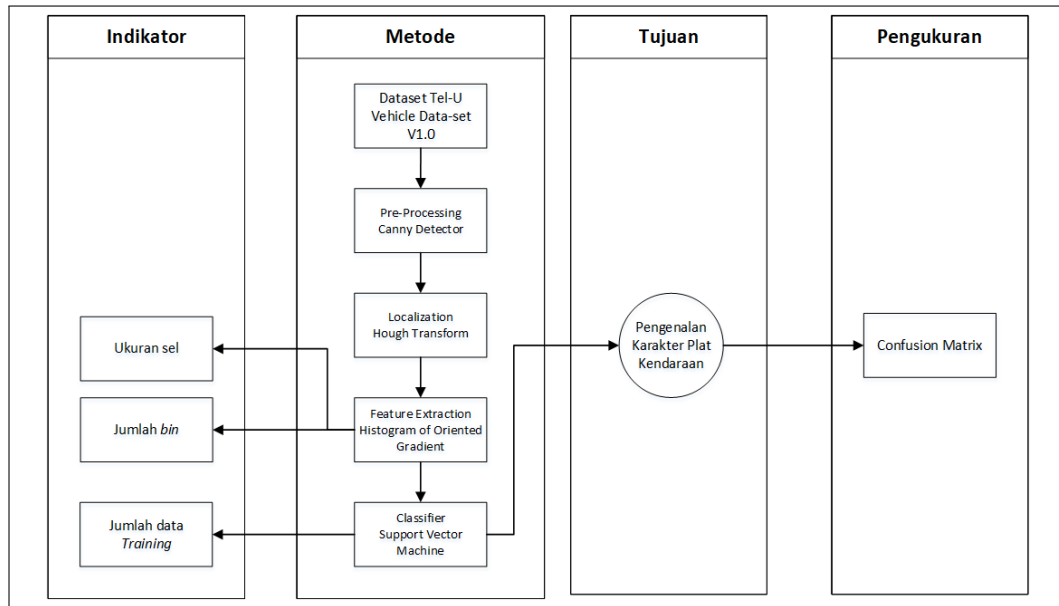 Indikator
Metode
Tujuan
Pengukuran
Dataset Tel-U
Vehicle Data-set
V1.0
Pre-Processing
Canny Detector
Localization
Hough Transform
Ukuran sel
Pengenalan
Karakter Plat
Kendaraan
Confusion Matrix
Jumlah bin
Feature Extraction
Histogram of Oriented
Gradient
Jumlah data
Training
Classifier
Support Vector
Machine